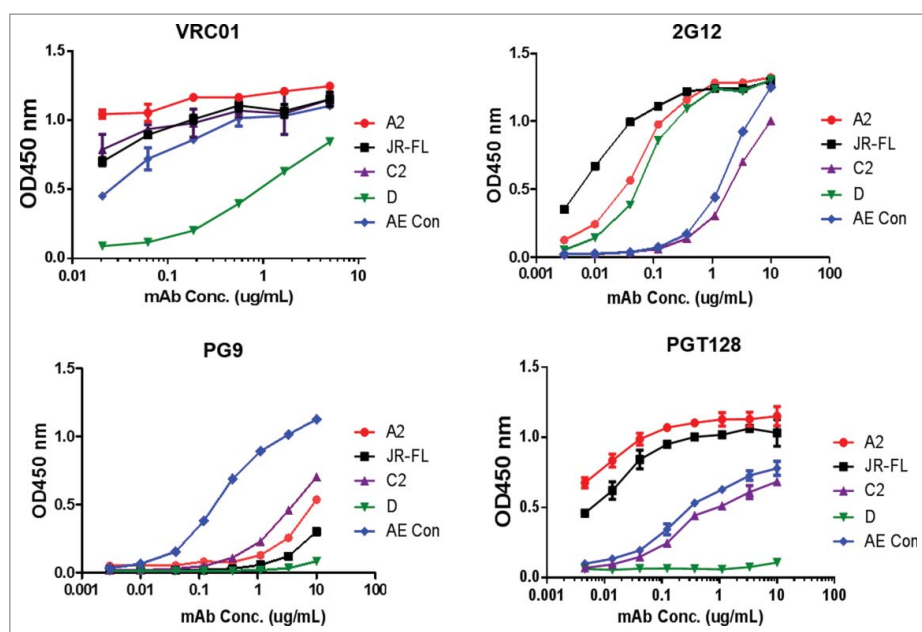 VRC01
OD450 nm
1.5
1.0
0.5
0.0
0.01
0.1
1
10
mAb Conc. (ug/mL)
A2
JR-FL
C2
D
AE Con
2G12
OD450 nm
1.5
1.0
0.5
0.0
0.001
0.01
0.1
1
10
100
mAb Conc. (ug/mL)
A2
JR-FL
C2
D
AE Con
PG9
OD450 nm
1.5
1.0
0.5
0.0
0.001
0.01
0.1
1
10
100
mAb Conc. (ug/mL)
A2
JR-FL
C2
D
AE Con
PGT128
OD450 nm
1.5
1.0
0.5
0.0
0.001
0.01
0.1
1
10
100
mAb Conc. (ug/mL)
A2
JR-FL
C2
D
AE Con